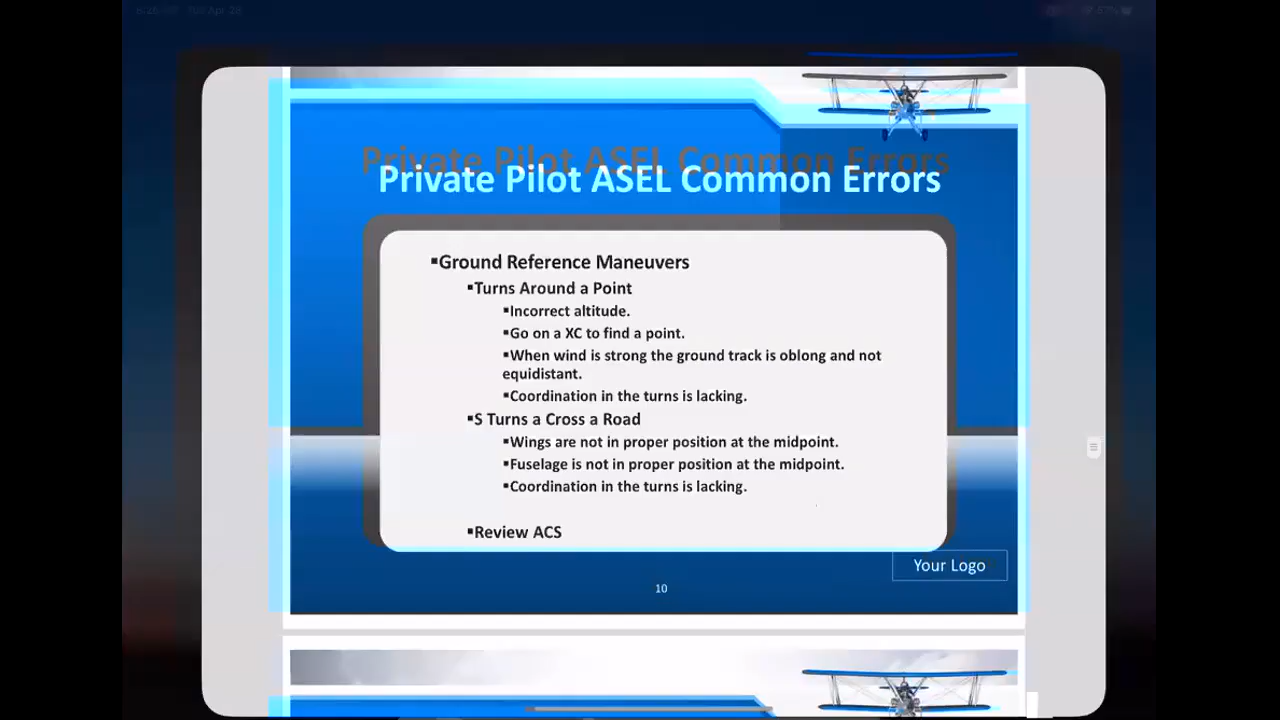 Private Pilot ASEL Common Errors
▪Ground Reference Maneuvers
▪Turns Around a Point
▪Incorrect altitude.
▪Go on a XC to find a point.
▪When wind is strong the ground track is oblong and not
equidistant.
▪Coordination in the turns is lacking.
▪S Turns a Cross a Road
▪Wings are not in proper position at the midpoint.
▪Fuselage is not in proper position at the midpoint.
▪Coordination in the turns is lacking.
▪Review ACS
Your Logo
10